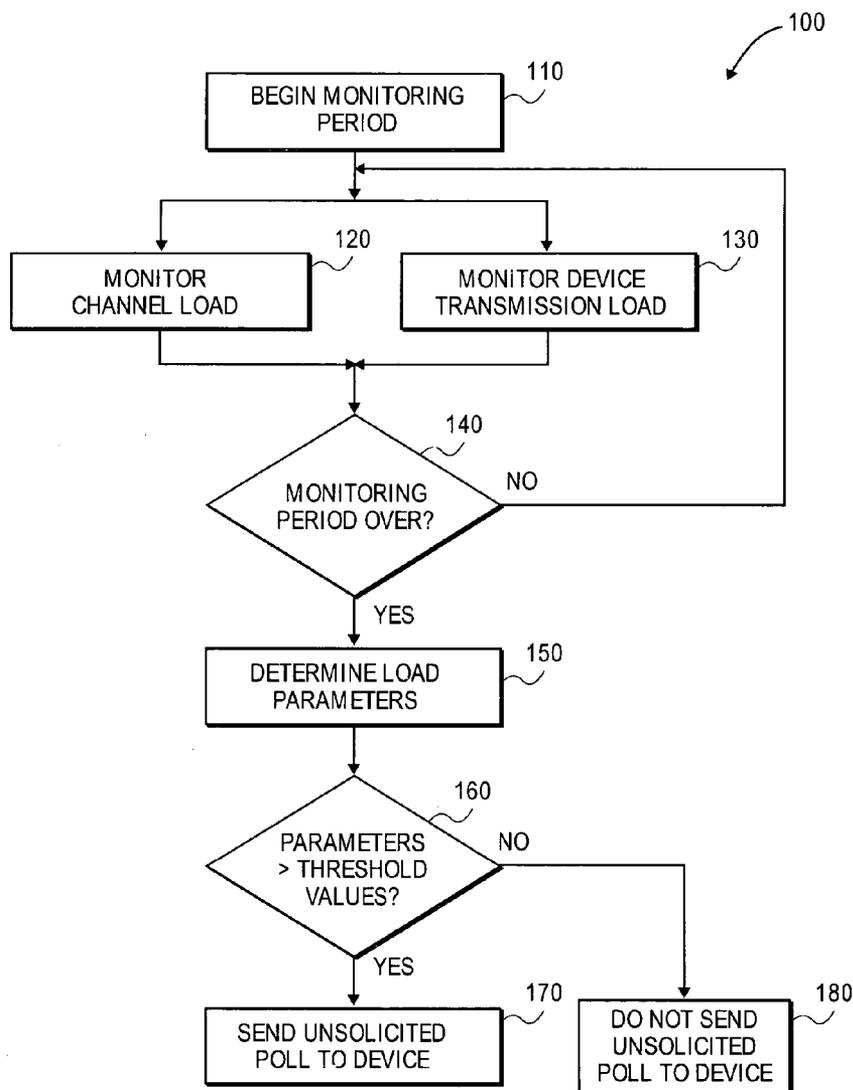 100
110
BEGIN MONITORING
PERIOD
120
MONITOR
CHANNEL LOAD
130
MONITOR DEVICE
TRANSMISSION LOAD
140
MONITORING
PERIOD OVER?
NO
YES
150
DETERMINE LOAD
PARAMETERS
160
PARAMETERS
> THRESHOLD
VALUES?
NO
YES
170
SEND UNSOLICITED
POLL TO DEVICE
180
DO NOT SEND
UNSOLICITED
POLL TO DEVICE